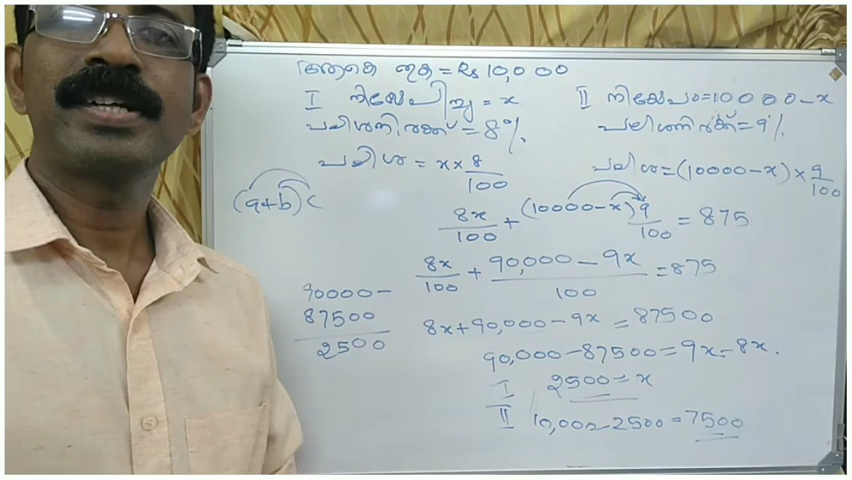 ആകെ തുക = Rs 10,000
I നിക്ഷേപിച്ച = x
II നിക്ഷേപം = 10000 - x
പലിശനിരക്ക് = 8%
പലിശനിരക്ക് = 9%
പലിശ = x × 8/100
പലിശ = (10000 - x) × 9/100
(a+b)c
8x/100 + (10000 - x) 9/100 = 875
8x/100 + 90,000 - 9x/100 = 875
90000 -
87500
2500
8x + 90,000 - 9x = 87500
90,000 - 87500 = 9x - 8x.
I 2500 = x
II 10,000 - 2500 = 7500